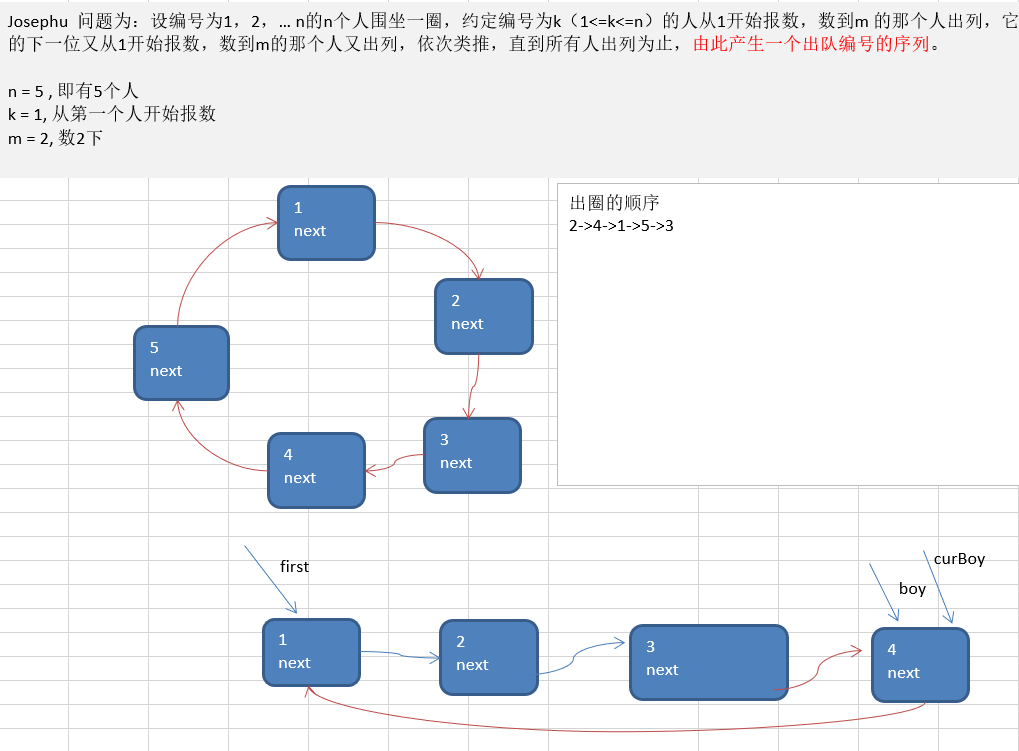 Josephu 问题为：设编号为1，2，… n的n个人围坐一圈，约定编号为k（1<=k<=n）的人从1开始报数，数到m 的那个人出列，它
的下一位又从1开始报数，数到m的那个人又出列，依次类推，直到所有人出列为止，由此产生一个出队编号的序列。
n = 5 , 即有5个人
k = 1, 从第一个人开始报数
m = 2, 数2下
出圈的顺序
2->4->1->5->3
1
next
2
next
5
next
3
next
4
next
first
curBoy
boy
1
next
2
next
3
next
4
next